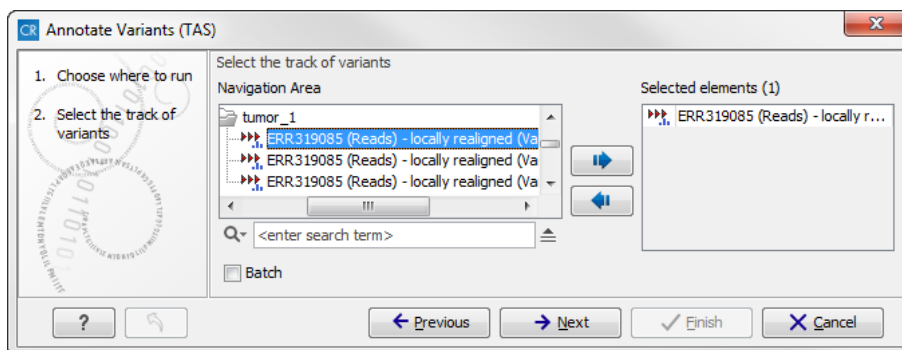 CR Annotate Variants (TAS)
1. Choose where to run
2. Select the track of
variants
Select the track of variants
Navigation Area
tumor_1
ERR319085 (Reads) - locally realigned (Va
ERR319085 (Reads) - locally realigned (Va
ERR319085 (Reads) - locally realigned (Va
<enter search term>
Batch
Selected elements (1)
ERR319085 (Reads) - locally r...
?
Previous
Next
Finish
Cancel